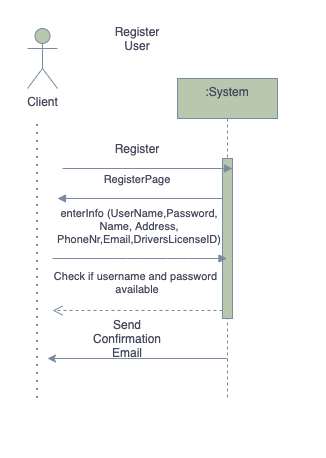 Register
User
Client
:System
Register
RegisterPage
enterInfo (UserName,Password,
Name, Address,
PhoneNr,Email,DriversLicenseID)
Check if username and password
available
Send
Confirmation
Email